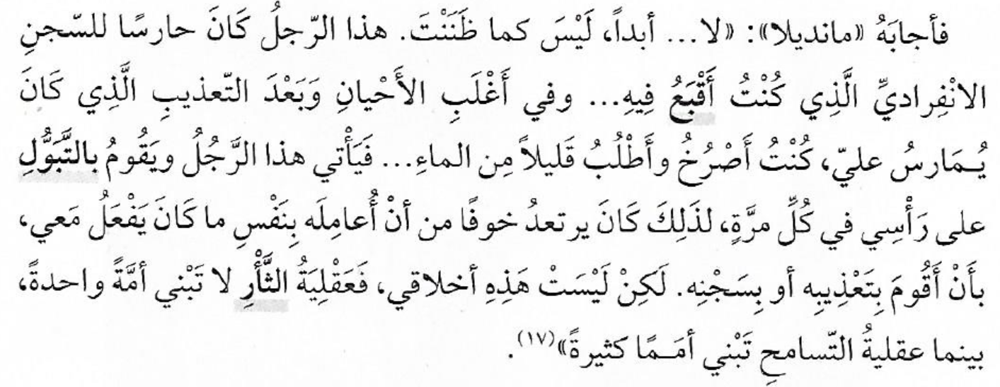 فأجابَهُ «مانديلا»: «لا... أبداً، لَيْسَ كما ظَنَنْتَ. هذا الرّجلُ كَانَ حارسًا للسّجنِ
الانْفِراديِّ الَّذِي كُنْتُ أَقْبَعُ فِيهِ... وفي أَغْلَبِ الأَحْيانِ وَبَعْدَ التّعذيبِ الَّذِي كَانَ
يُـمَارسُ عليّ، كُنْتُ أَصْرُخُ وأَطْلُبُ قَليلاً مِن الماءِ... فَيَأْتي هذا الرَّجُلُ ويَقُومُ بالتَّبَوُّلِ
على رَأْسِي في كُلِّ مرَّةٍ، لذَلِكَ كَانَ يرتعدُ خوفًا من أنْ أُعامِلَه بِنَفْسِ ما كَانَ يَفْعَلُ مَعي،
بأَنْ أَقُومَ بِتَعْذِيبِه أو بِسَجْنِه. لَكِنْ لَيْسَتْ هَذِهِ أخلاقي، فَعَقْلِيَةُ الثَّأْرِ لا تَبْني أمَّةً واحدةً،
بينما عقليةُ التّسامحِ تَبْني أمَـمًا كثيرةً»(١٧).